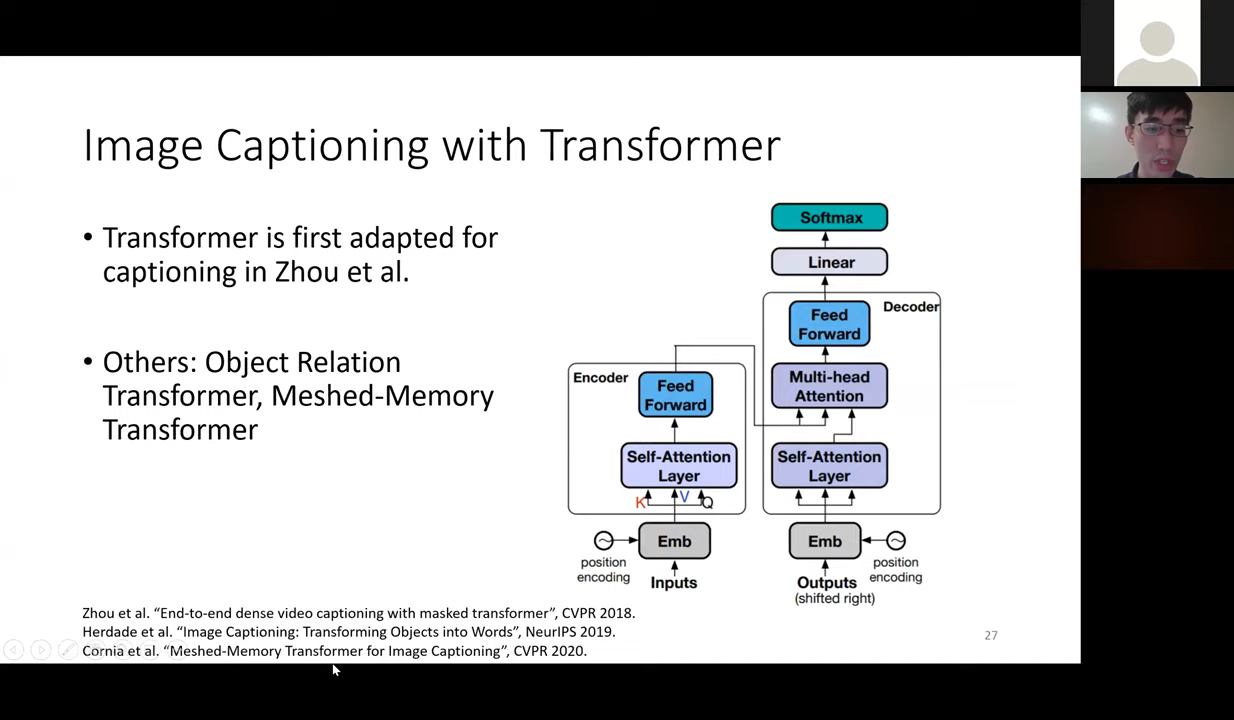 Image Captioning with Transformer
• Transformer is first adapted for
captioning in Zhou et al.
• Others: Object Relation
Transformer, Meshed-Memory
Transformer
Softmax
Linear
Decoder
Feed
Forward
Multi-head
Attention
Self-Attention
Layer
Encoder
Feed
Forward
Self-Attention
Layer
K V Q
Emb
position
encoding
Inputs
Emb
position
encoding
Outputs
(shifted right)
Zhou et al. “End-to-end dense video captioning with masked transformer”, CVPR 2018.
Herdade et al. “Image Captioning: Transforming Objects into Words”, NeurIPS 2019.
Cornia et al. “Meshed-Memory Transformer for Image Captioning”, CVPR 2020.
27